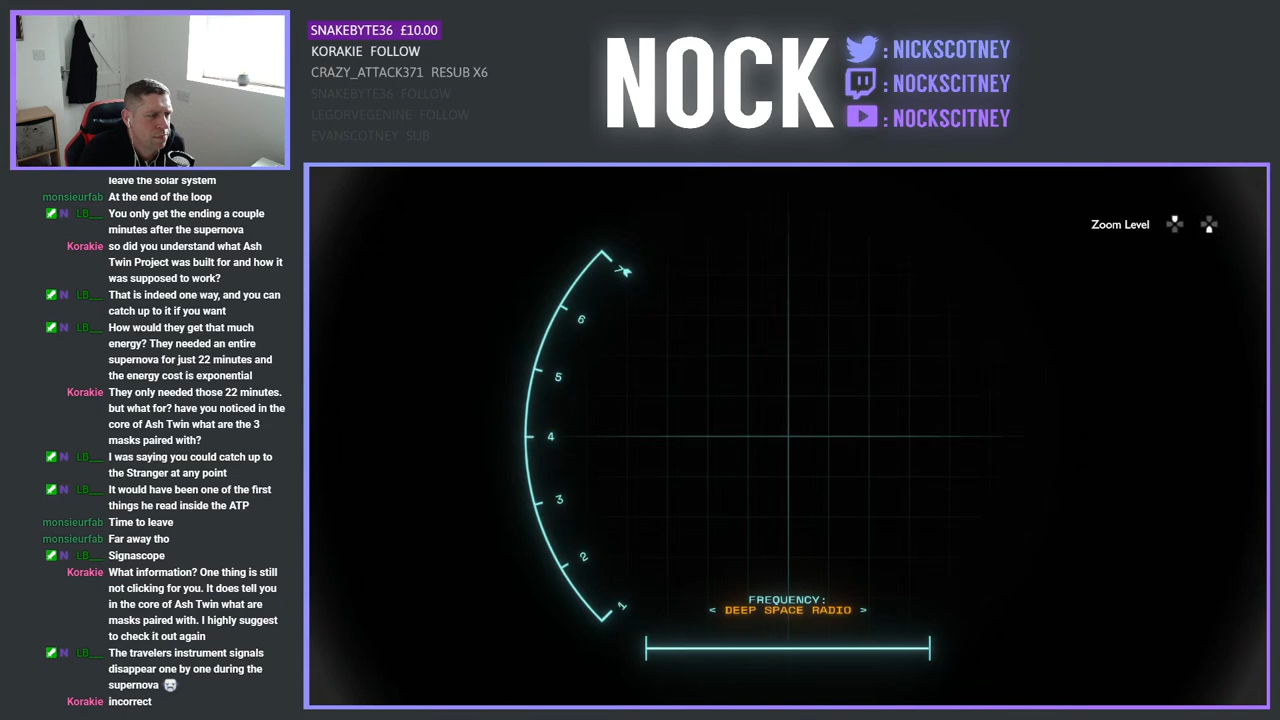 SNAKEBYTE36 £10.00
KORAKIE FOLLOW
CRAZY_ATTACK371 RESUB X6
SNAKEBYTE36 FOLLOW
LEGORVEGENINE FOLLOW
EVANSCOTNEY SUB
NOCK
: NICKSCOTNEY
: NOCKSCITNEY
: NOCKSCITNEY
leave the solar system
monsieurfab At the end of the loop
N LB__ You only get the ending a couple
minutes after the supernova
Korakie so did you understand what Ash
Twin Project was built for and how it
was supposed to work?
N LB__ That is indeed one way, and you can
catch up to it if you want
N LB__ How would they get that much
energy? They needed an entire
supernova for just 22 minutes and
the energy cost is exponential
Korakie They only needed those 22 minutes.
but what for? have you noticed in the
core of Ash Twin what are the 3
masks paired with?
N LB__ I was saying you could catch up to
the Stranger at any point
N LB__ It would have been one of the first
things he read inside the ATP
monsieurfab Time to leave
monsieurfab Far away tho
N LB__ Signascope
Korakie What information? One thing is still
not clicking for you. It does tell you
in the core of Ash Twin what are
masks paired with. I highly suggest
to check it out again
N LB__ The travelers instrument signals
disappear one by one during the
supernova
Korakie incorrect
Zoom Level
6
5
4
3
2
1
FREQUENCY:
< DEEP SPACE RADIO >